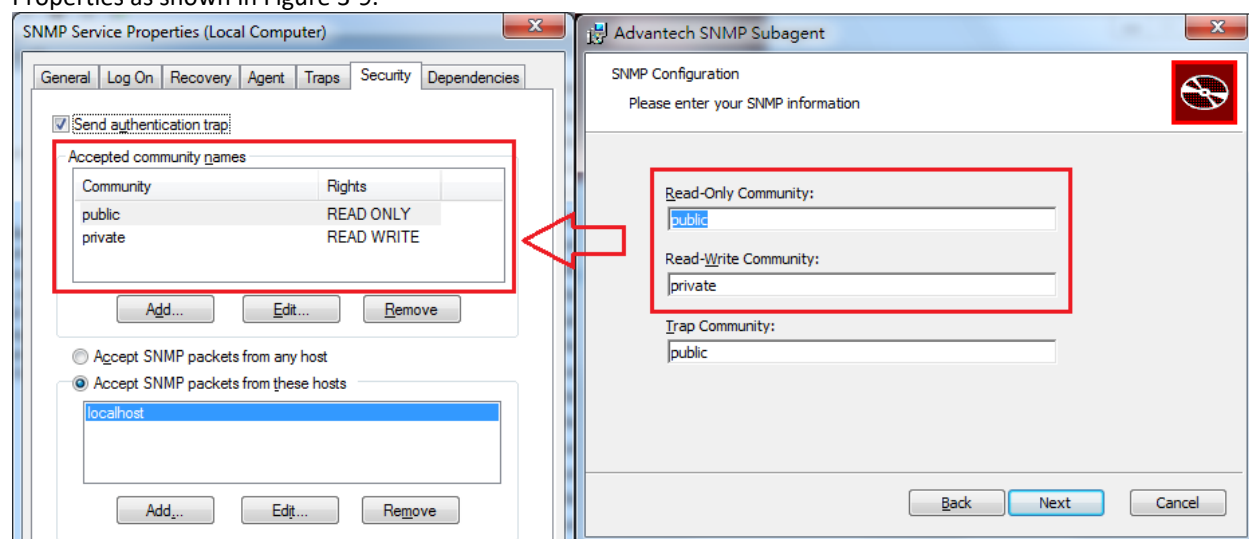 Properties as shown in Figure 3-9.
SNMP Service Properties (Local Computer)
General Log On Recovery Agent Traps Security Dependencies
Send authentication trap
Accepted community names
Community Rights
public READ ONLY
private READ WRITE
Add... Edit... Remove
Accept SNMP packets from any host
Accept SNMP packets from these hosts
localhost
Add... Edit... Remove
Advantech SNMP Subagent
SNMP Configuration
Please enter your SNMP information
Read-Only Community:
public
Read-Write Community:
private
Trap Community:
public
Back Next Cancel